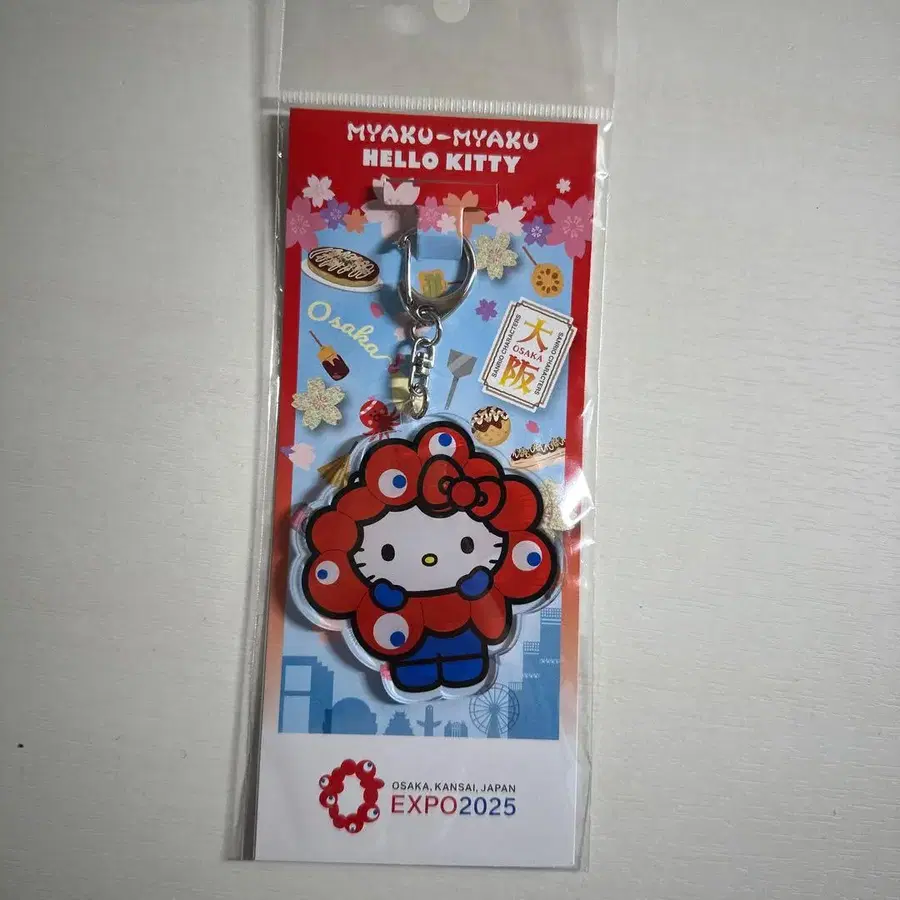 MYAKU-MYAKU
HELLO KITTY
Osaka
SANRIO CHARACTERS
大
OSAKA
阪
SANRIO CHARACTERS
OSAKA, KANSAI, JAPAN
EXPO2025